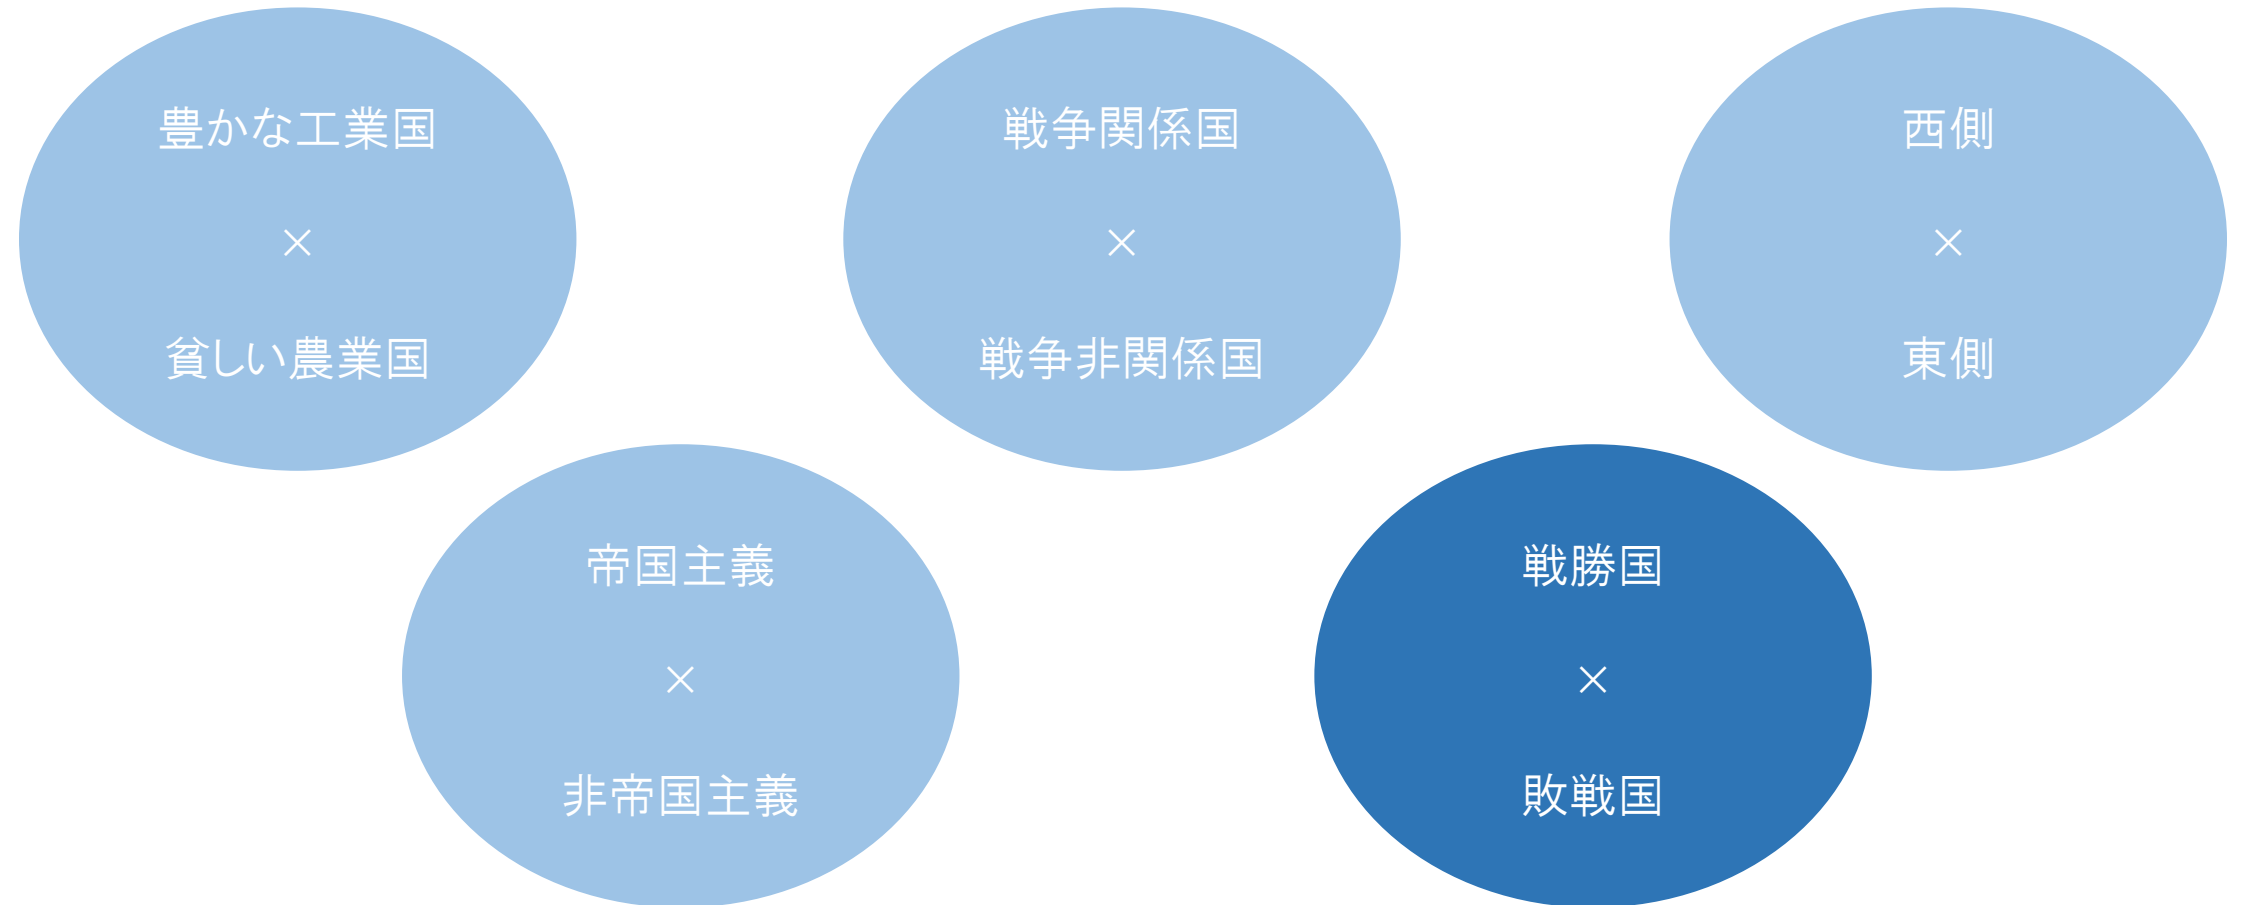 豊かな工業国
×
貧しい農業国
戦争関係国
×
戦争非関係国
西側
×
東側
帝国主義
×
非帝国主義
戦勝国
×
敗戦国